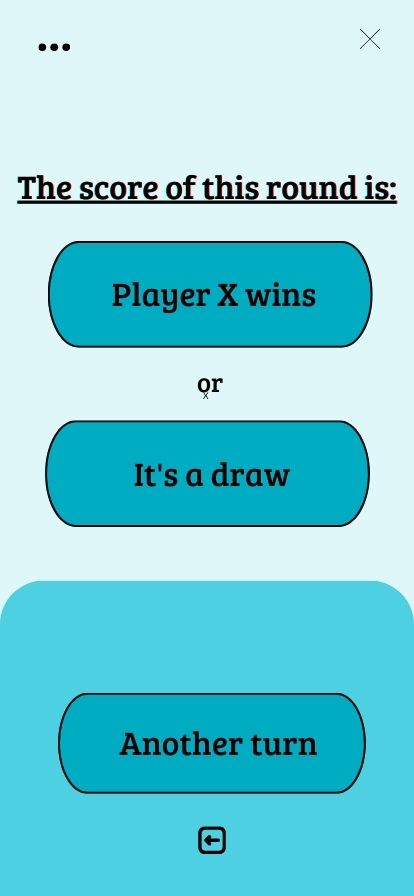 The score of this round is:
Player X wins
or
x
It's a draw
Another turn